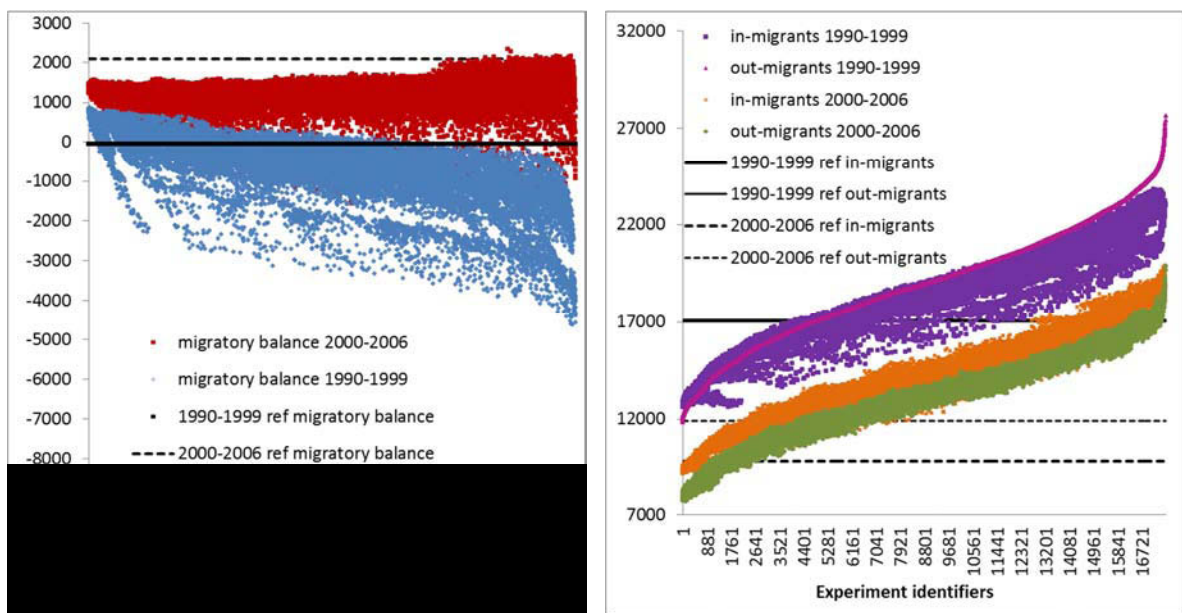 3000
2000
1000
0
-1000
-2000
-3000
-4000
-5000
-6000
-7000
-8000
migratory balance 2000-2006
migratory balance 1990-1999
1990-1999 ref migratory balance
2000-2006 ref migratory balance
32000
27000
22000
17000
12000
7000
in-migrants 1990-1999
out-migrants 1990-1999
in-migrants 2000-2006
out-migrants 2000-2006
1990-1999 ref in-migrants
1990-1999 ref out-migrants
2000-2006 ref in-migrants
2000-2006 ref out-migrants
1
881
1761
2641
3521
4401
5281
6161
7041
7921
8801
9681
10561
11441
12321
13201
14081
14961
15841
16721
Experiment identifiers